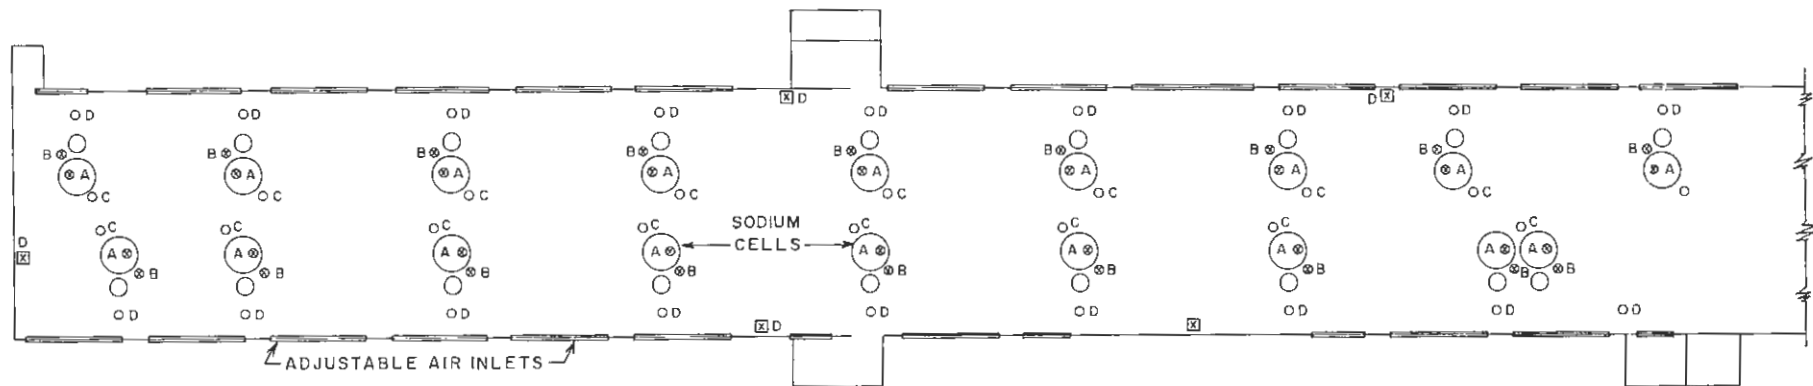 D D
D D D D D D D D D
B B B B B B B B B
A A A A A A A A A
C C C C C C C C
C C SODIUM C C C C
D CELLS
A A A A A A A A A
B B B B B B B B B
D D D D D D D D D
D
ADJUSTABLE AIR INLETS